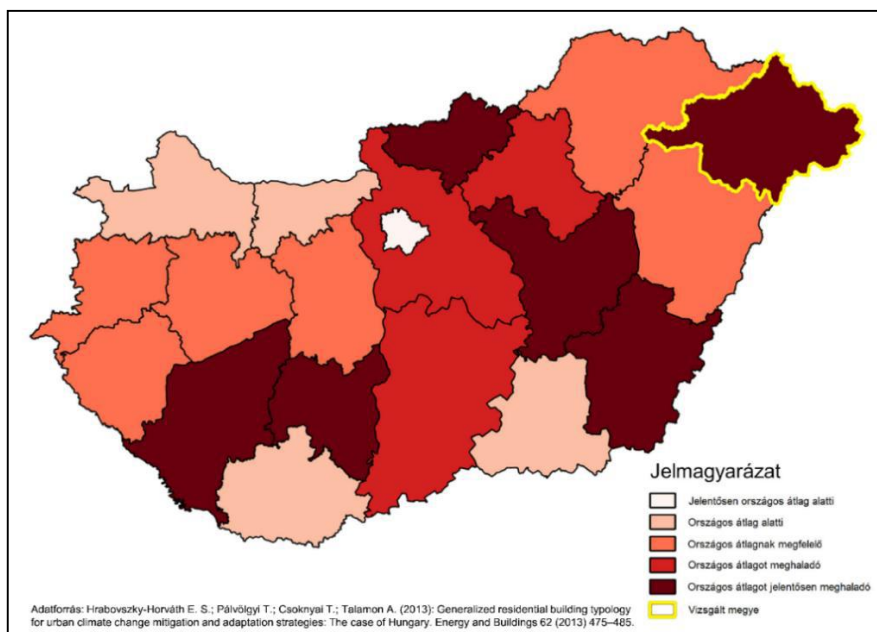 Jelmagyarázat
Jelentősen országos átlag alatti
Országos átlag alatti
Országos átlagnak megfelelő
Országos átlagot meghaladó
Országos átlagot jelentősen meghaladó
Vizsgált megye
Adatforrás: Hrabovszky-Horváth E. S.; Pálvölgyi T.; Csoknyai T.; Talamon A. (2013): Generalized residential building typology
for urban climate change mitigation and adaptation strategies: The case of Hungary. Energy and Buildings 62 (2013) 475–485.